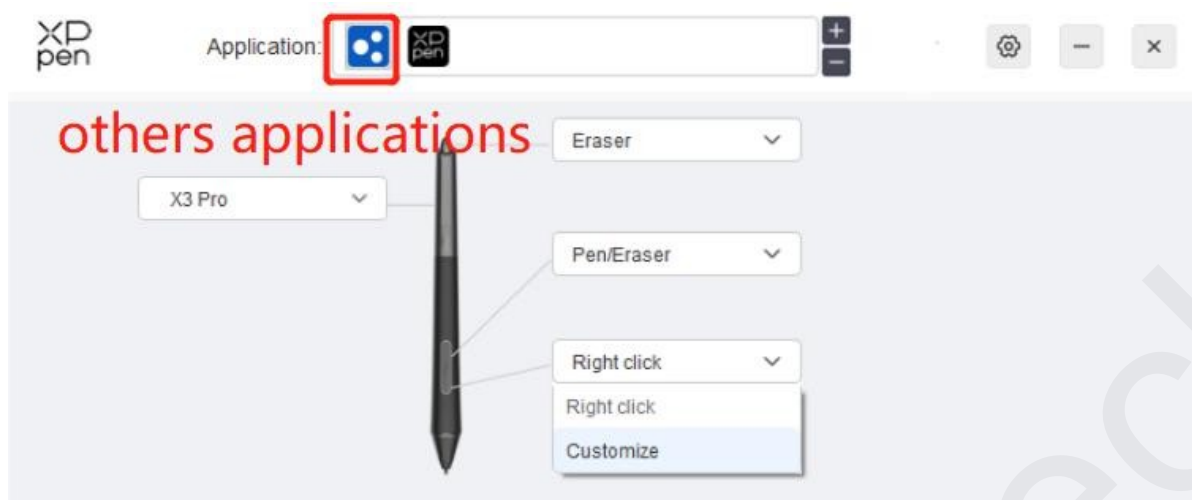 XP
pen
Application:
XP
pen
+
−
others applications
Eraser
X3 Pro
Pen/Eraser
Right click
Right click
Customize